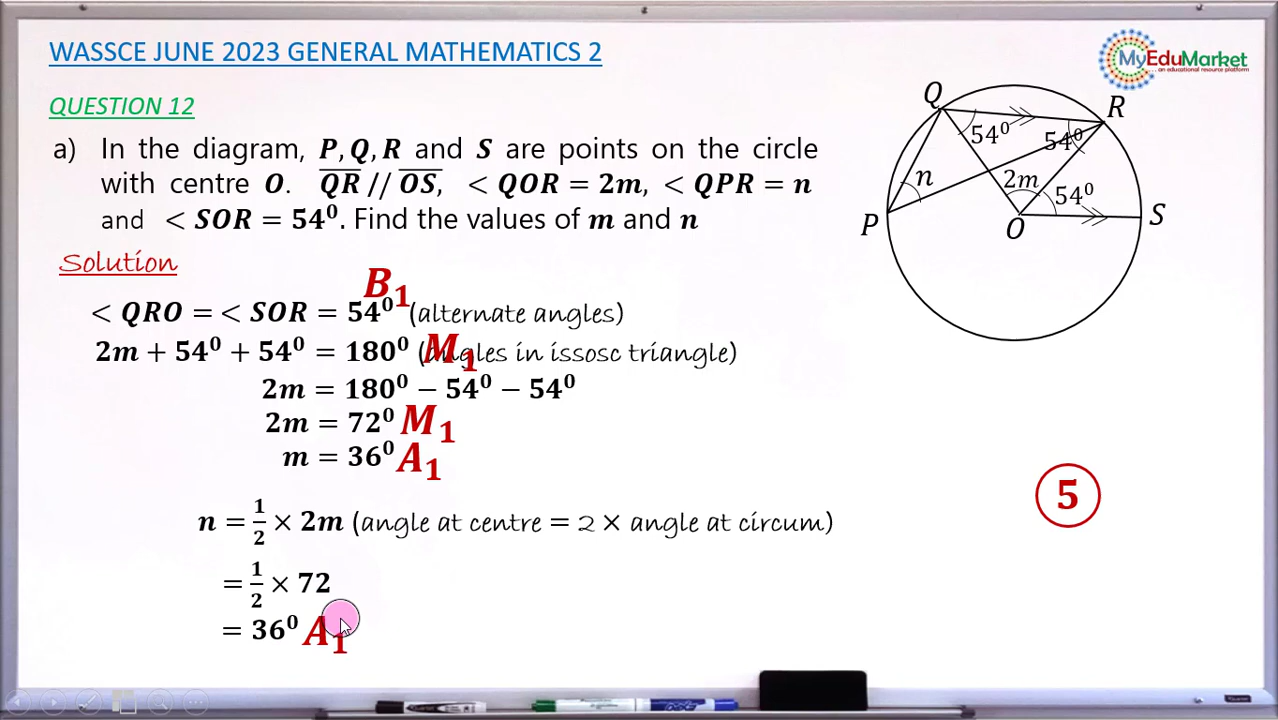 WASSCE JUNE 2023 GENERAL MATHEMATICS 2
MyEduMarket
...an educational resource platform
QUESTION 12
a) In the diagram, P, Q, R and S are points on the circle
with centre O. QR // OS, < QOR = 2m, < QPR = n
and < SOR = 54⁰. Find the values of m and n
Q
R
54⁰
54⁰
n
2m
54⁰
P
O
S
Solution
< QRO = < SOR = 54⁰ (alternate angles) B₁
2m + 54⁰ + 54⁰ = 180⁰ (angles in issosc triangle) M₁
2m = 180⁰ − 54⁰ − 54⁰
2m = 72⁰ M₁
m = 36⁰ A₁
5
n = 1/2 × 2m (angle at centre = 2 × angle at circum)
= 1/2 × 72
= 36⁰ A₁